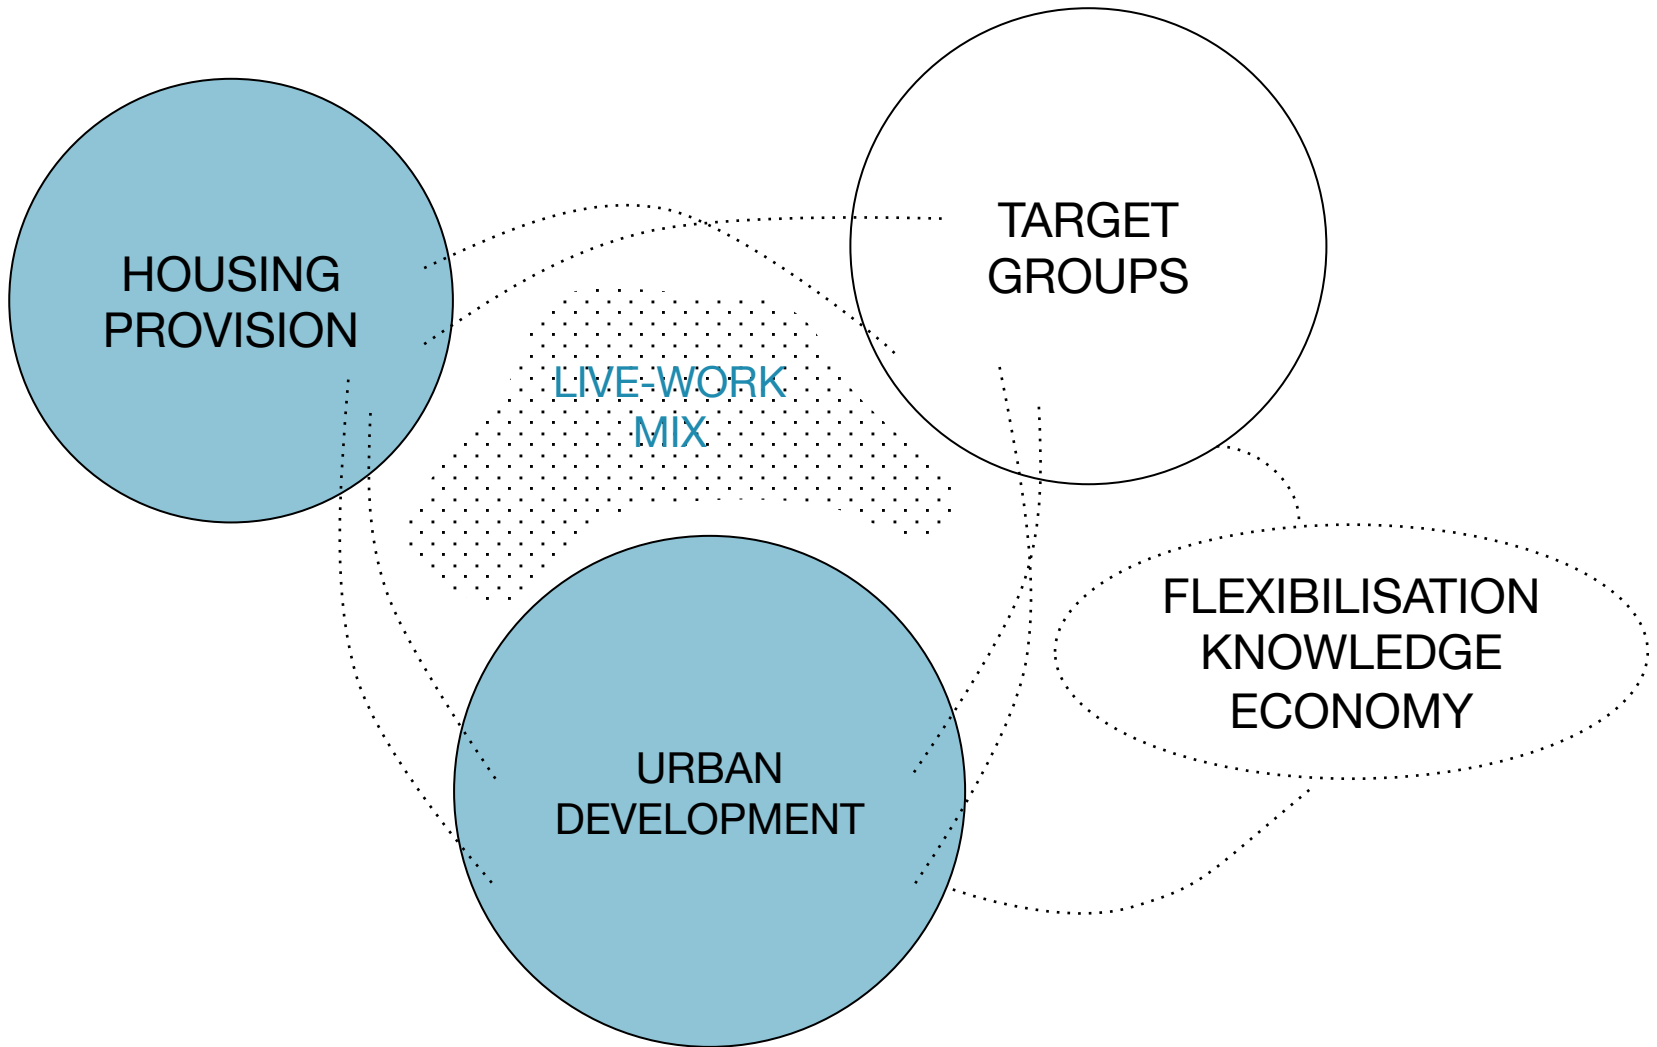 HOUSING
PROVISION
TARGET
GROUPS
LIVE-WORK
MIX
FLEXIBILISATION
KNOWLEDGE
ECONOMY
URBAN
DEVELOPMENT